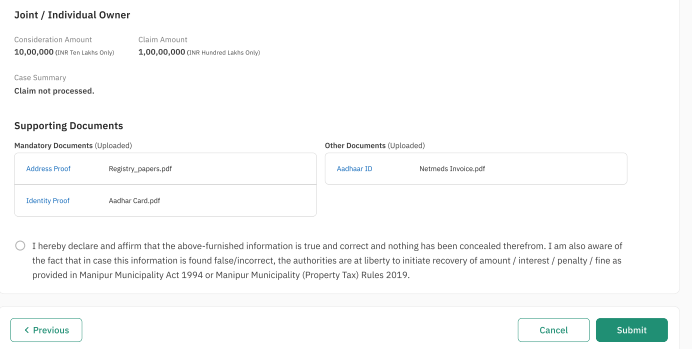 Joint / Individual Owner
Consideration Amount
Claim Amount
10,00,000 (INR Ten Lakhs Only)
1,00,00,000 (INR Hundred Lakhs Only)
Case Summary
Claim not processed.
Supporting Documents
Mandatory Documents (Uploaded)
Other Documents (Uploaded)
Address Proof
Registry_papers.pdf
Aadhaar ID
Netmeds Invoice.pdf
Identity Proof
Aadhar Card.pdf
I hereby declare and affirm that the above-furnished information is true and correct and nothing has been concealed therefrom. I am also aware of
the fact that in case this information is found false/incorrect, the authorities are at liberty to initiate recovery of amount / interest / penalty / fine as
provided in Manipur Municipality Act 1994 or Manipur Municipality (Property Tax) Rules 2019.
Previous
Cancel
Submit